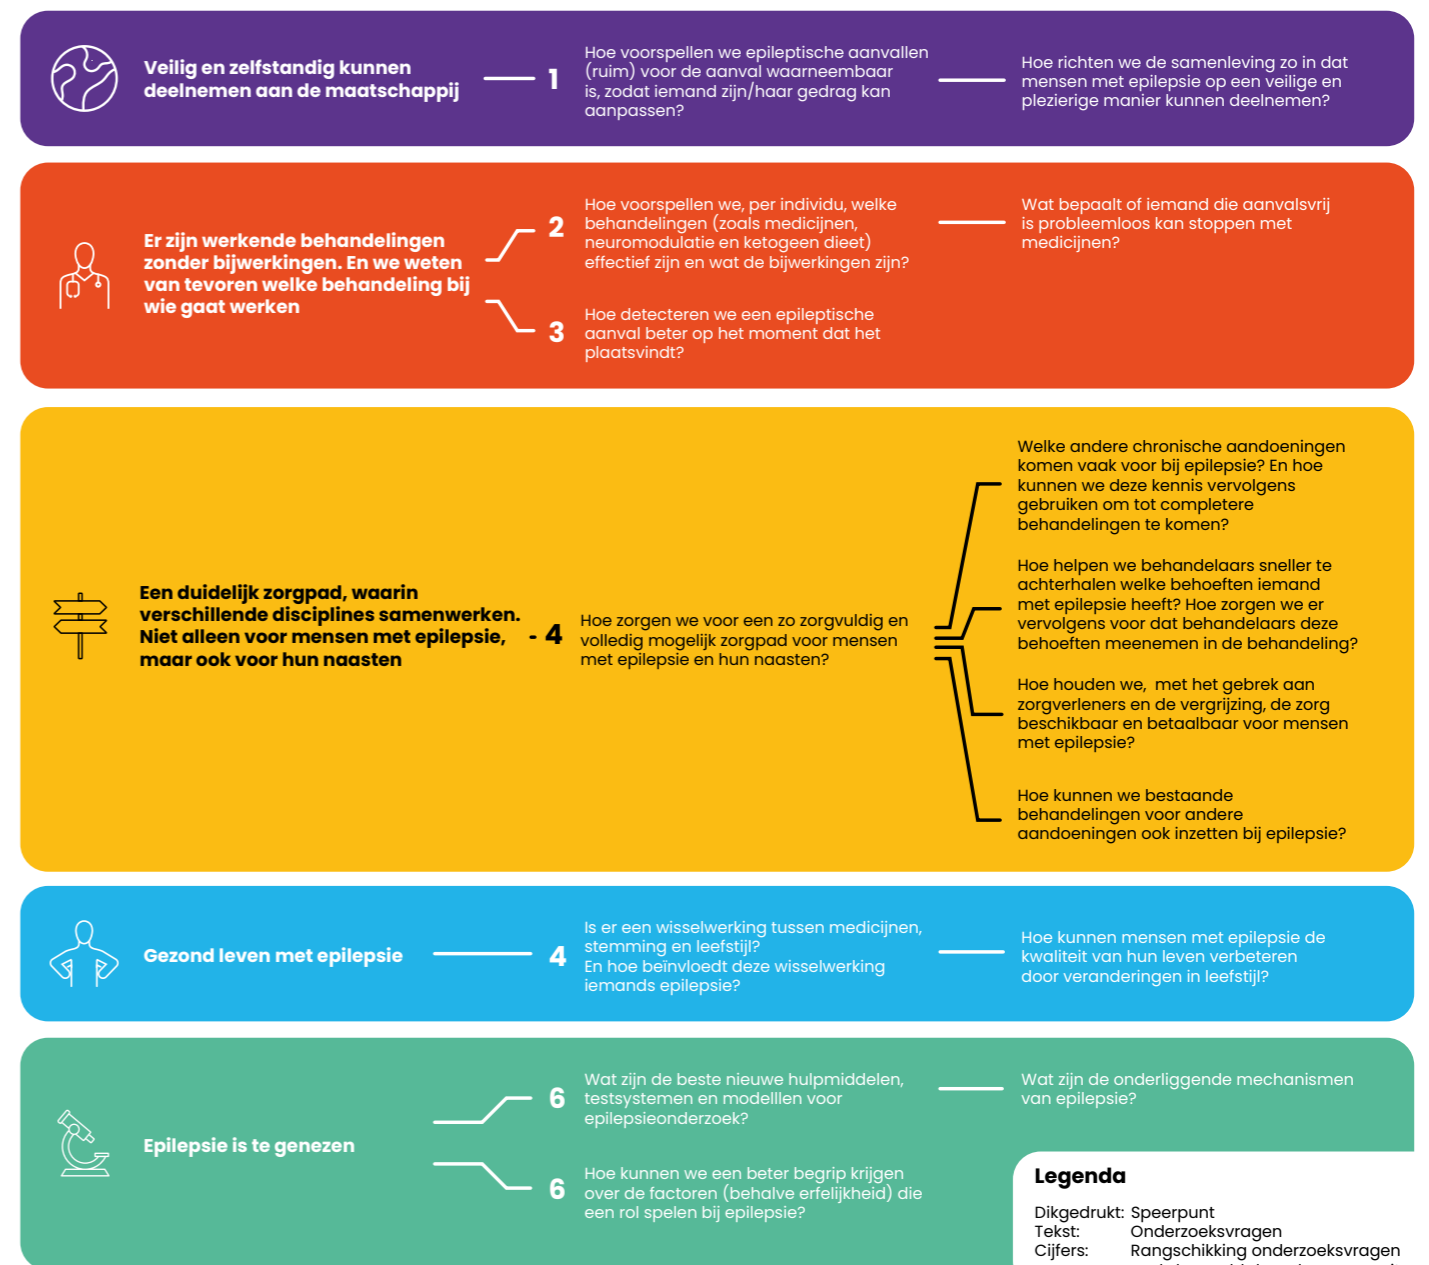 Veilig en zelfstandig kunnen
deelnemen aan de maatschappij
1
Hoe voorspellen we epileptische aanvallen
(ruim) voor de aanval waarneembaar
is, zodat iemand zijn/haar gedrag kan
aanpassen?
Hoe richten we de samenleving zo in dat
mensen met epilepsie op een veilige en
plezierige manier kunnen deelnemen?
Er zijn werkende behandelingen
zonder bijwerkingen. En we weten
van tevoren welke behandeling bij
wie gaat werken
2
Hoe voorspellen we, per individu, welke
behandelingen (zoals medicijnen,
neuromodulatie en ketogeen dieet)
effectief zijn en wat de bijwerkingen zijn?
Wat bepaalt of iemand die aanvalsvrij
is probleemloos kan stoppen met
medicijnen?
3
Hoe detecteren we een epileptische
aanval beter op het moment dat het
plaatsvindt?
Een duidelijk zorgpad, waarin
verschillende disciplines samenwerken.
Niet alleen voor mensen met epilepsie,
maar ook voor hun naasten
- 4
Hoe zorgen we voor een zo zorgvuldig en
volledig mogelijk zorgpad voor mensen
met epilepsie en hun naasten?
Welke andere chronische aandoeningen
komen vaak voor bij epilepsie? En hoe
kunnen we deze kennis vervolgens
gebruiken om tot completere
behandelingen te komen?
Hoe helpen we behandelaars sneller te
achterhalen welke behoeften iemand
met epilepsie heeft? Hoe zorgen we er
vervolgens voor dat behandelaars deze
behoeften meenemen in de behandeling?
Hoe houden we, met het gebrek aan
zorgverleners en de vergrijzing, de zorg
beschikbaar en betaalbaar voor mensen
met epilepsie?
Hoe kunnen we bestaande
behandelingen voor andere
aandoeningen ook inzetten bij epilepsie?
Gezond leven met epilepsie
4
Is er een wisselwerking tussen medicijnen,
stemming en leefstijl?
En hoe beïnvloedt deze wisselwerking
iemands epilepsie?
Hoe kunnen mensen met epilepsie de
kwaliteit van hun leven verbeteren
door veranderingen in leefstijl?
Epilepsie is te genezen
6
Wat zijn de beste nieuwe hulpmiddelen,
testsystemen en modelllen voor
epilepsieonderzoek?
Wat zijn de onderliggende mechanismen
van epilepsie?
6
Hoe kunnen we een beter begrip krijgen
over de factoren (behalve erfelijkheid) die
een rol spelen bij epilepsie?
Legenda
Dikgedrukt: Speerpunt
Tekst: Onderzoeksvragen
Cijfers: Rangschikking onderzoeksvragen